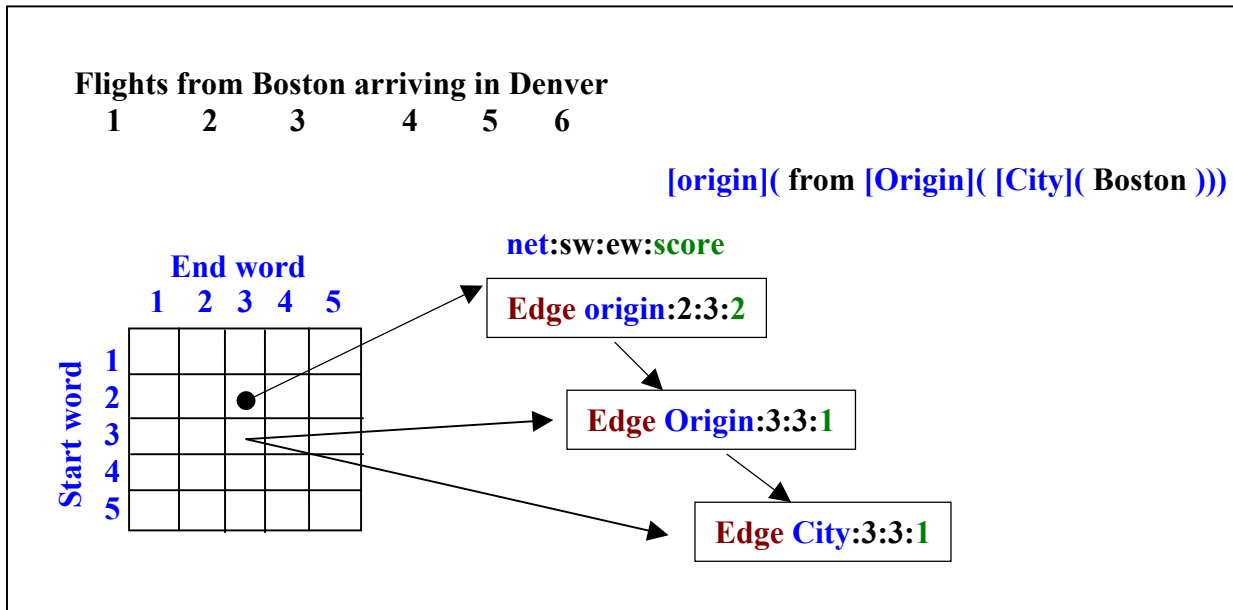 Flights from Boston arriving in Denver
1 2 3 4 5 6
[origin]( from [Origin]( [City]( Boston )))
net:sw:ew:score
End word
1 2 3 4 5
Start word
1
2
3
4
5
Edge origin:2:3:2
Edge Origin:3:3:1
Edge City:3:3:1